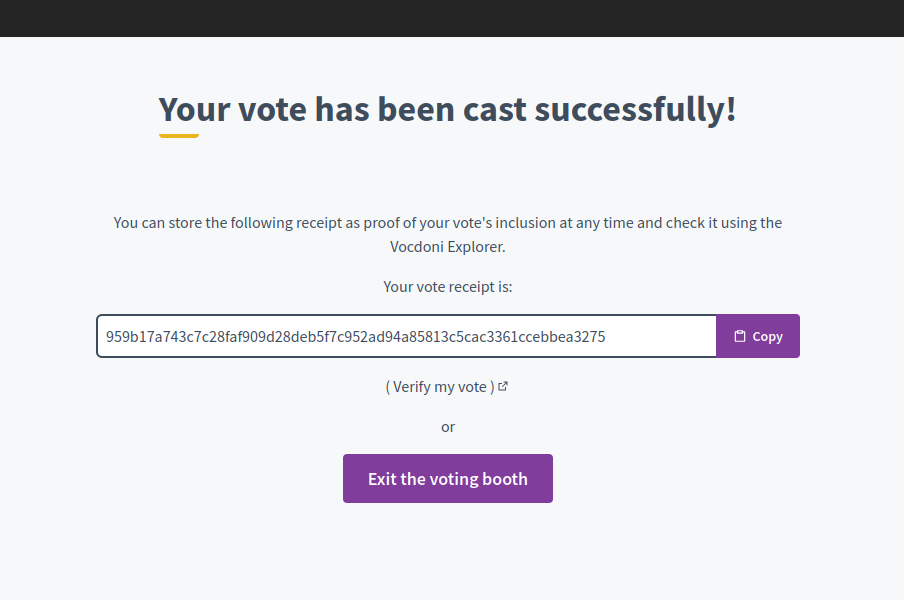 Your vote has been cast successfully!
You can store the following receipt as proof of your vote's inclusion at any time and check it using the
Vocdoni Explorer.
Your vote receipt is:
959b17a743c7c28faf909d28deb5f7c952ad94a85813c5cac3361ccebbea3275
Copy
( Verify my vote )
or
Exit the voting booth